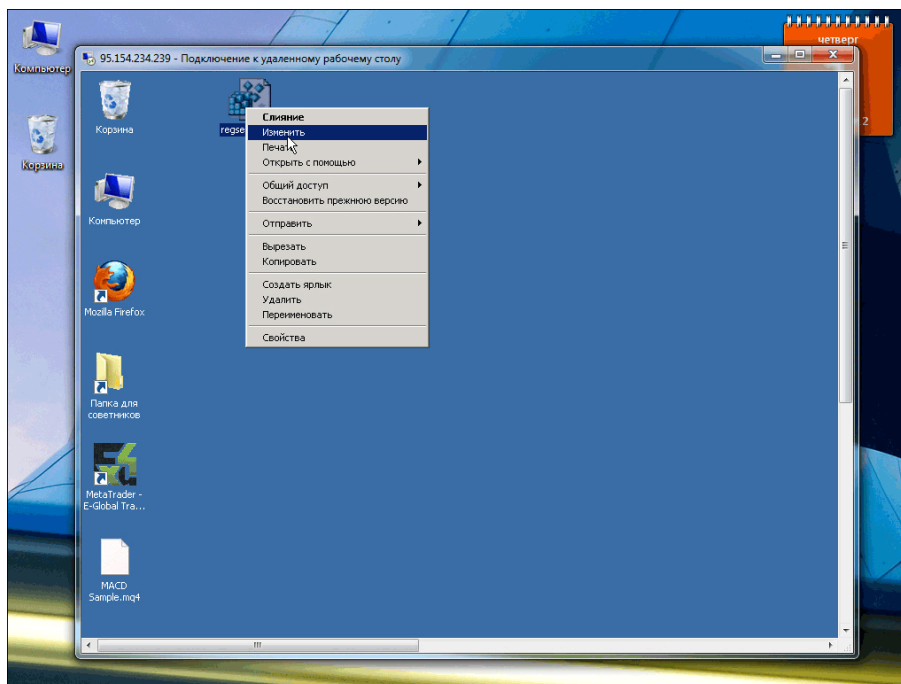 четверг
2
Компьютер
Корзина
95.154.234.239 - Подключение к удаленному рабочему столу
Корзина
Компьютер
Mozilla Firefox
Папка для
советников
MetaTrader -
E-Global Tra...
MACD
Sample.mq4
regse
Слияние
Изменить
Печать
Открыть с помощью
Общий доступ
Восстановить прежнюю версию
Отправить
Вырезать
Копировать
Создать ярлык
Удалить
Переименовать
Свойства